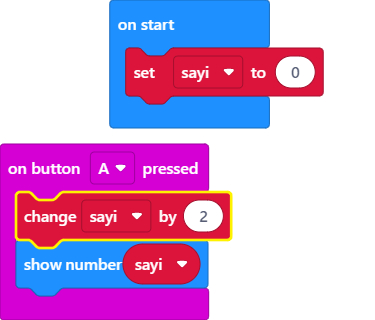 on start
set sayi to 0
on button A pressed
change sayi by 2
show number sayi